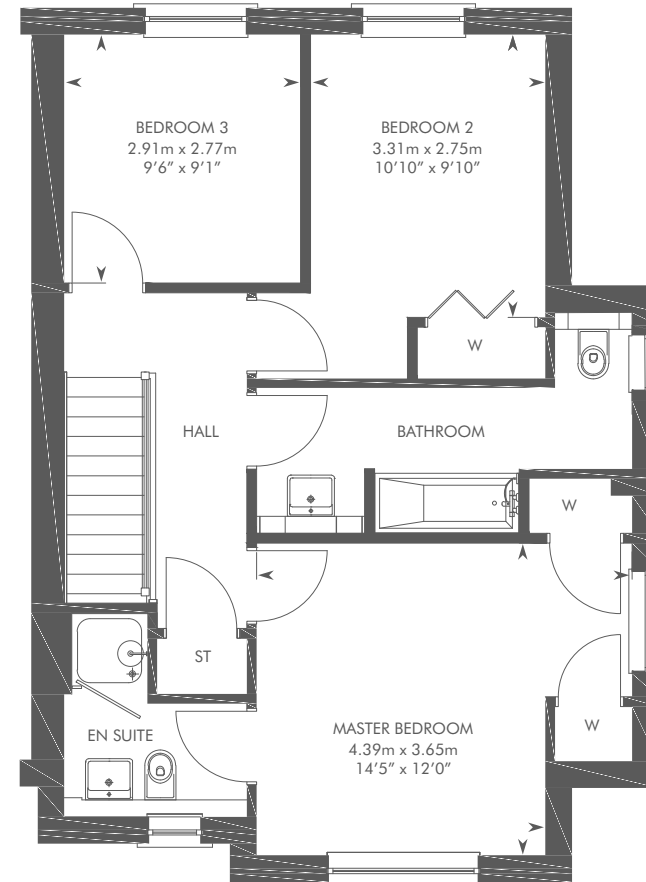 BEDROOM 3
2.91m x 2.77m
9’6” x 9’1”
BEDROOM 2
3.31m x 2.75m
10’10” x 9’10”
W
HALL
BATHROOM
W
ST
EN SUITE
MASTER BEDROOM
4.39m x 3.65m
14’5” x 12’0”
W